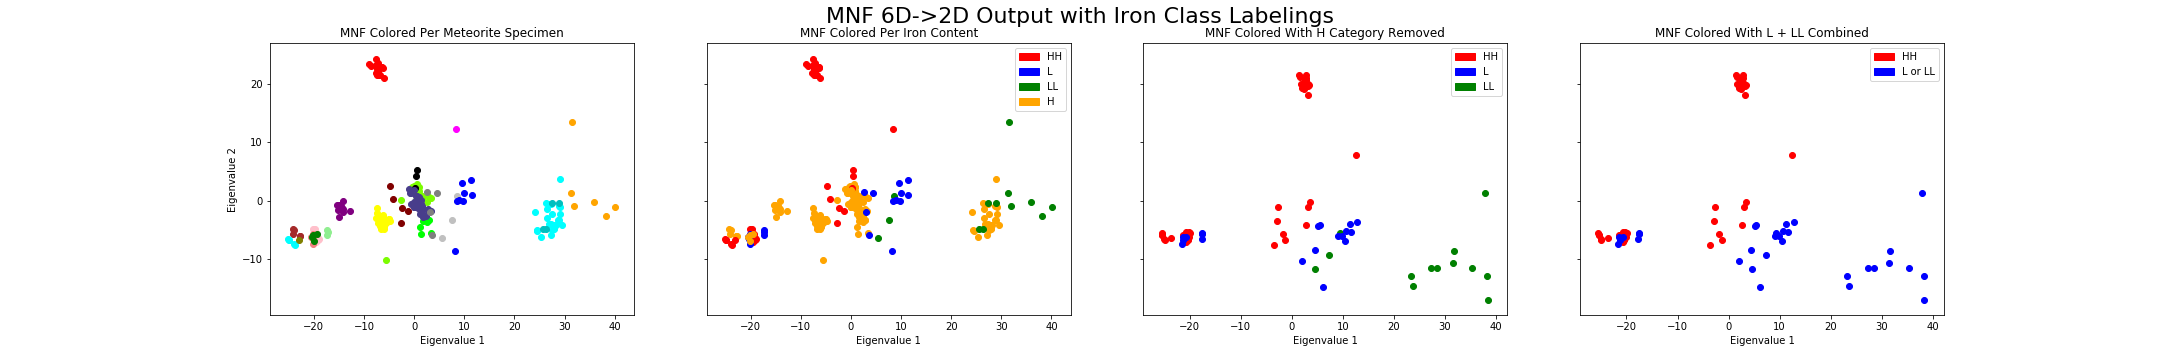 MNF 6D->2D Output with Iron Class Labelings
MNF Colored Per Meteorite Specimen
Eigenvalue 2
20
10
0
−10
−20
−10
0
10
20
30
40
Eigenvalue 1
MNF Colored Per Iron Content
HH
L
LL
H
−20
−10
0
10
20
30
40
Eigenvalue 1
MNF Colored With H Category Removed
HH
L
LL
−20
−10
0
10
20
30
40
Eigenvalue 1
MNF Colored With L + LL Combined
HH
L or LL
−20
−10
0
10
20
30
40
Eigenvalue 1